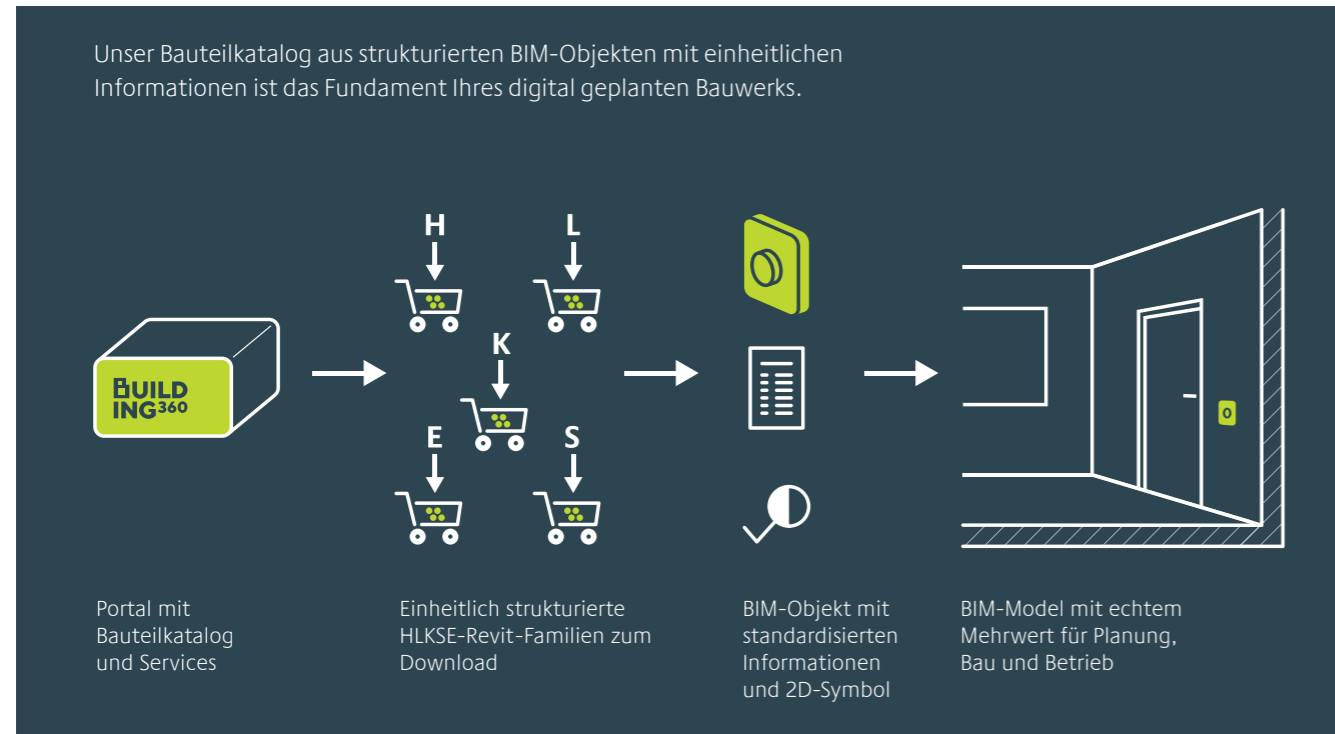 Unser Bauteilkatalog aus strukturierten BIM-Objekten mit einheitlichen
Informationen ist das Fundament Ihres digital geplanten Bauwerks.
H
L
K
E
S
BUILD
ING360
Portal mit
Bauteilkatalog
und Services
Einheitlich strukturierte
HLKSE-Revit-Familien zum
Download
BIM-Objekt mit
standardisierten
Informationen
und 2D-Symbol
BIM-Model mit echtem
Mehrwert für Planung,
Bau und Betrieb